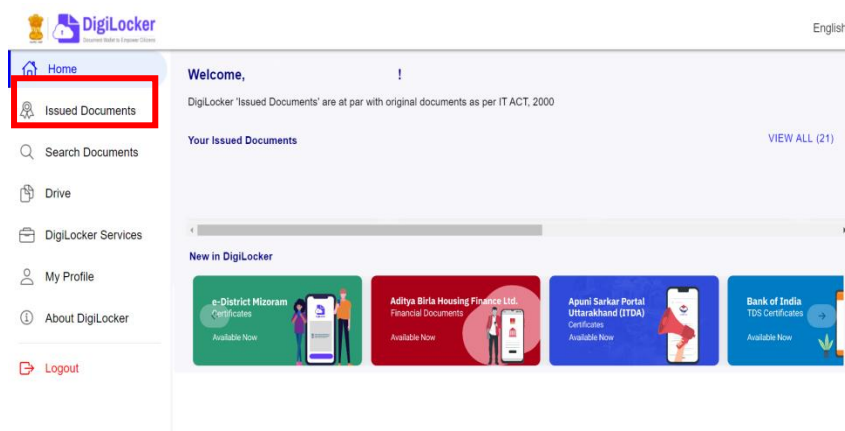 DigiLocker
English
Home
Issued Documents
Search Documents
Drive
DigiLocker Services
My Profile
About DigiLocker
Logout
Welcome, !
DigiLocker 'Issued Documents' are at par with original documents as per IT ACT, 2000
Your Issued Documents
VIEW ALL (21)
New in DigiLocker
e-District Mizoram
Certificates
Available Now
Aditya Birla Housing Finance Ltd.
Financial Documents
Available Now
Apuni Sarkar Portal
Uttarakhand (ITDA)
Certificates
Available Now
Bank of India
TDS Certificates
Available Now